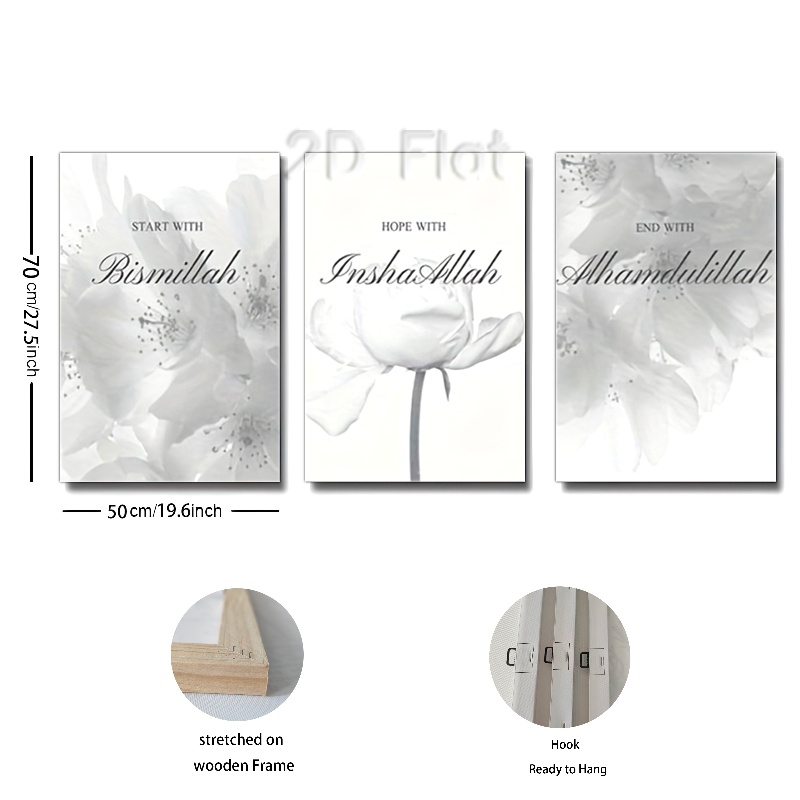 2D Flat
START WITH
Bismillah
HOPE WITH
InshaAllah
END WITH
Alhamdulillah
70 cm/27.5inch
50cm/19.6inch
stretched on
wooden Frame
Hook
Ready to Hang